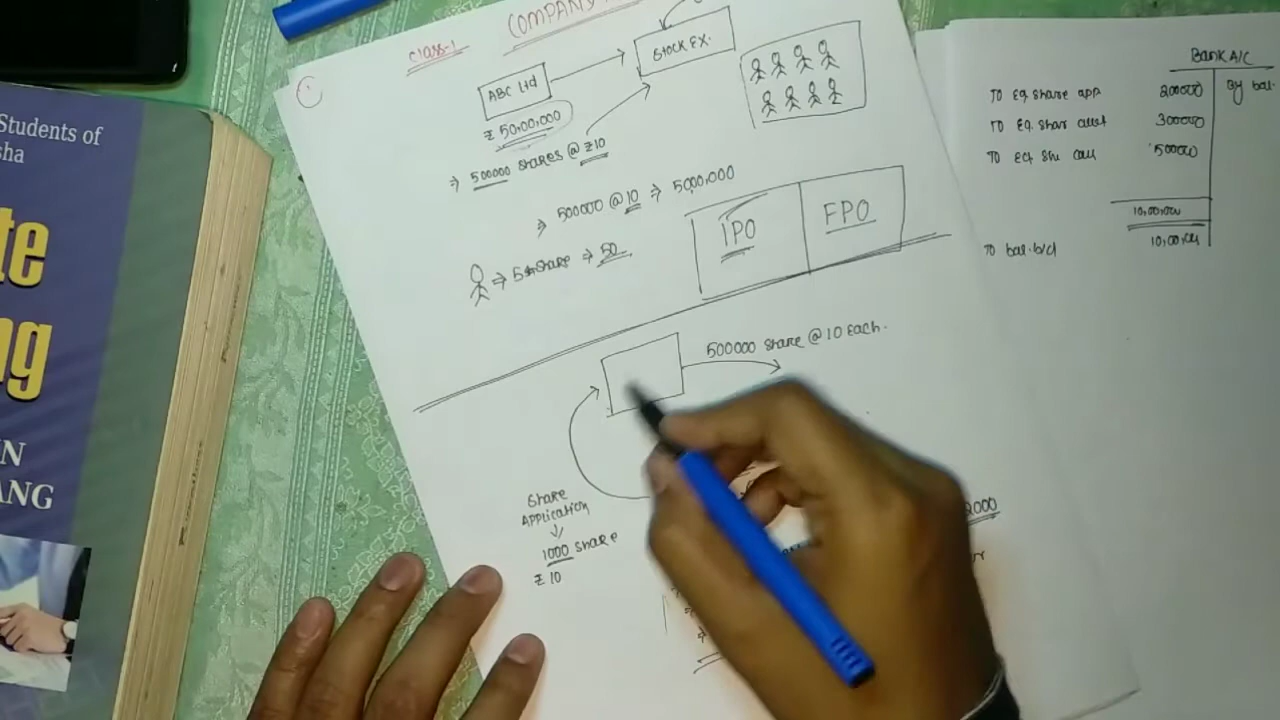 Students of
sha
te
ng
N
ANG
Class-1
COMPANY
ABC Ltd
Stock EX.
₹ 50,00,000
⇒ 500000 shares @ ₹10
⇒ 500000 @ 10 ⇒ 5000,000
IPO
FPO
⇒ 5 share ⇒ 50
500000 share @ 10 Each.
Share
Application
1000 share
₹ 10
2000
Bank A/C
To Eq share app 200000 By bal.
To Eq. share allot 300000
To Eq. Sh call 500000
10,00,000
To bal. b/d